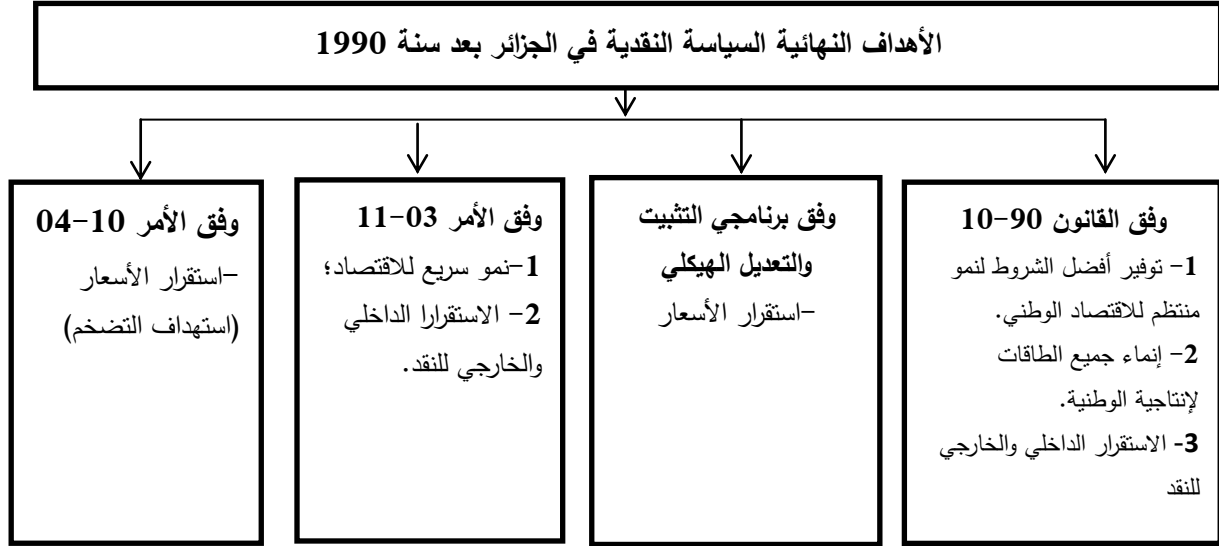 الأهداف النهائية السياسة النقدية في الجزائر بعد سنة 1990
وفق القانون 90-10
1- توفير أفضل الشروط لنمو
منتظم للاقتصاد الوطني.
2- إنماء جميع الطاقات
لإنتاجية الوطنية.
3- الاستقرار الداخلي والخارجي
للنقد
وفق برنامجي التثبيت
والتعديل الهيكلي
-استقرار الأسعار
وفق الأمر 03-11
1-نمو سريع للاقتصاد؛
2- الاستقرارا الداخلي
والخارجي للنقد.
وفق الأمر 10-04
-استقرار الأسعار
(استهداف التضخم)